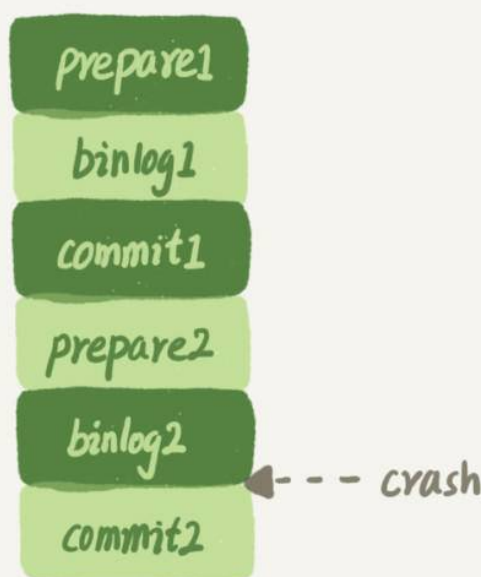 prepare1
binlog1
commit1
prepare2
binlog2
crash
commit2